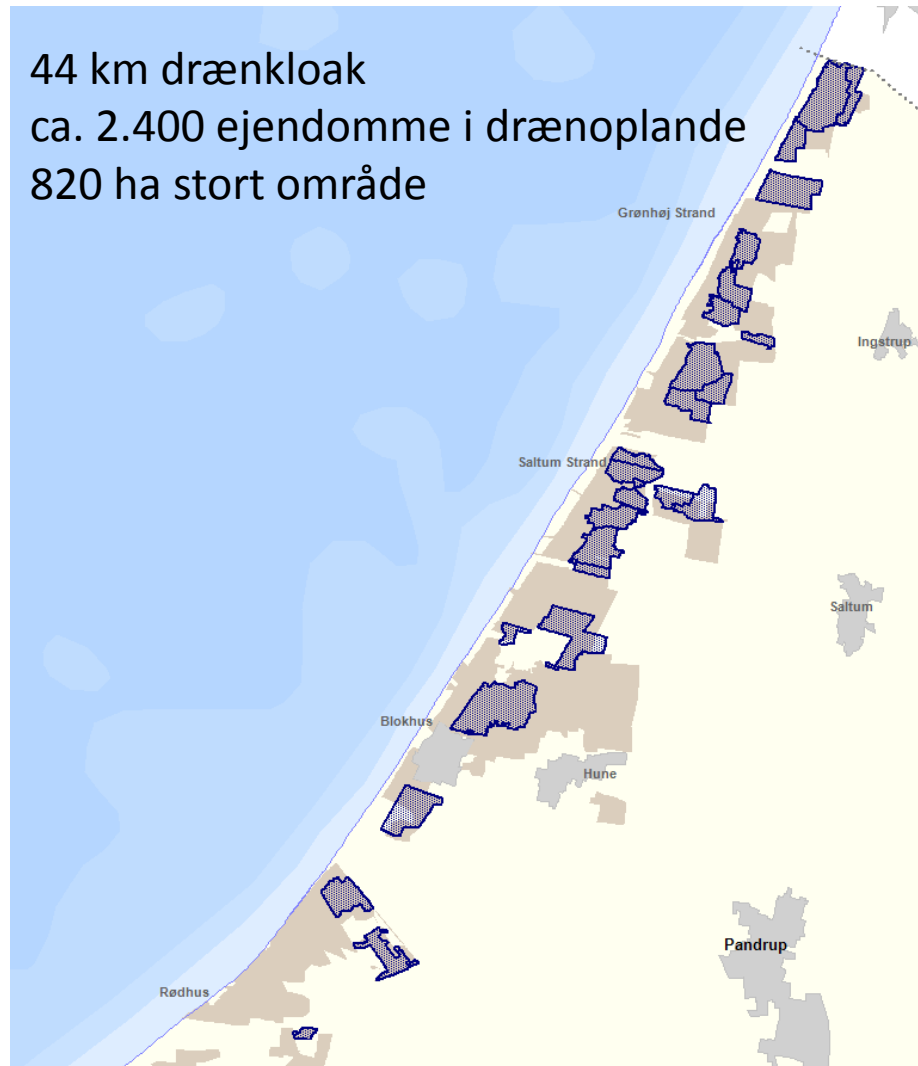 44 km drænkloak
ca. 2.400 ejendomme i drænoplande
820 ha stort område
Grønhøj Strand
Ingstrup
Saltum Strand
Saltum
Blokhus
Hune
Pandrup
Rødhus